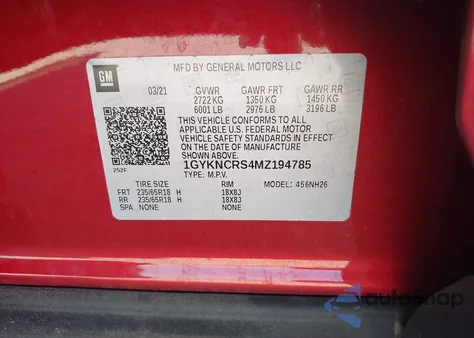 GM
MFD BY GENERAL MOTORS LLC
03/21 GVWR GAWR FRT GAWR RR
2722 KG 1350 KG 1450 KG
6001 LB 2976 LB 3196 LB
THIS VEHICLE CONFORMS TO ALL
APPLICABLE U.S. FEDERAL MOTOR
VEHICLE SAFETY STANDARDS IN EFFECT
ON THE DATE OF MANUFACTURE
SHOWN ABOVE.
1GYKNCRS4MZ194785
252F TYPE: M.P.V.
TIRE SIZE RIM MODEL: 456NH26
FRT 235/65R18 H 18X8J
RR 235/65R18 H 18X8J
SPA NONE NONE
autosnap